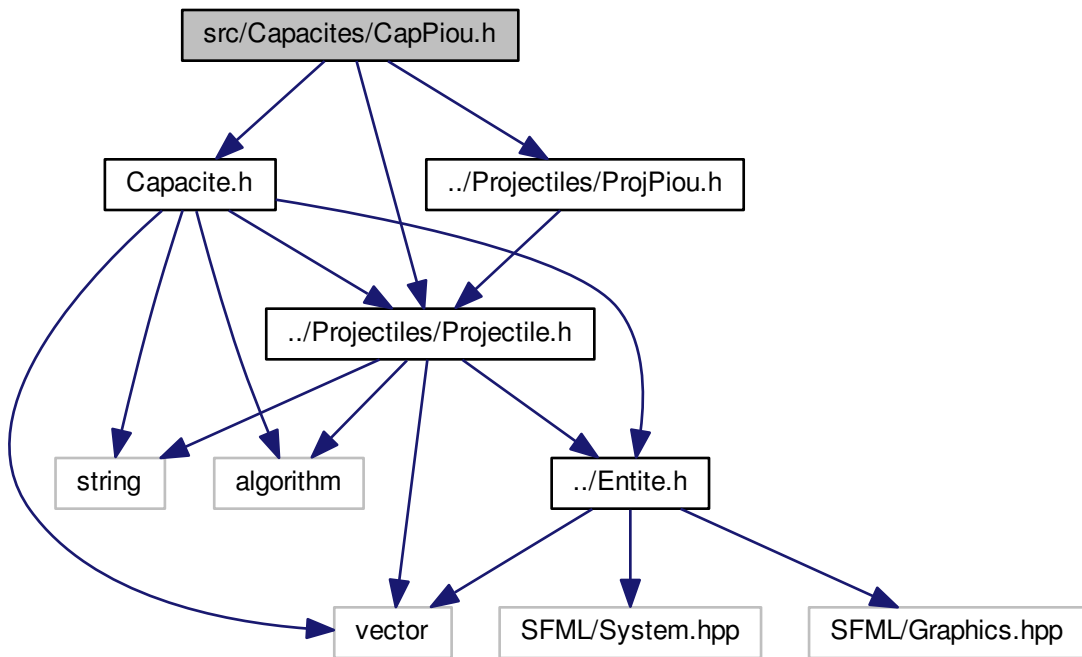 src/Capacites/CapPiou.h
Capacite.h
../Projectiles/ProjPiou.h
../Projectiles/Projectile.h
string
algorithm
../Entite.h
vector
SFML/System.hpp
SFML/Graphics.hpp